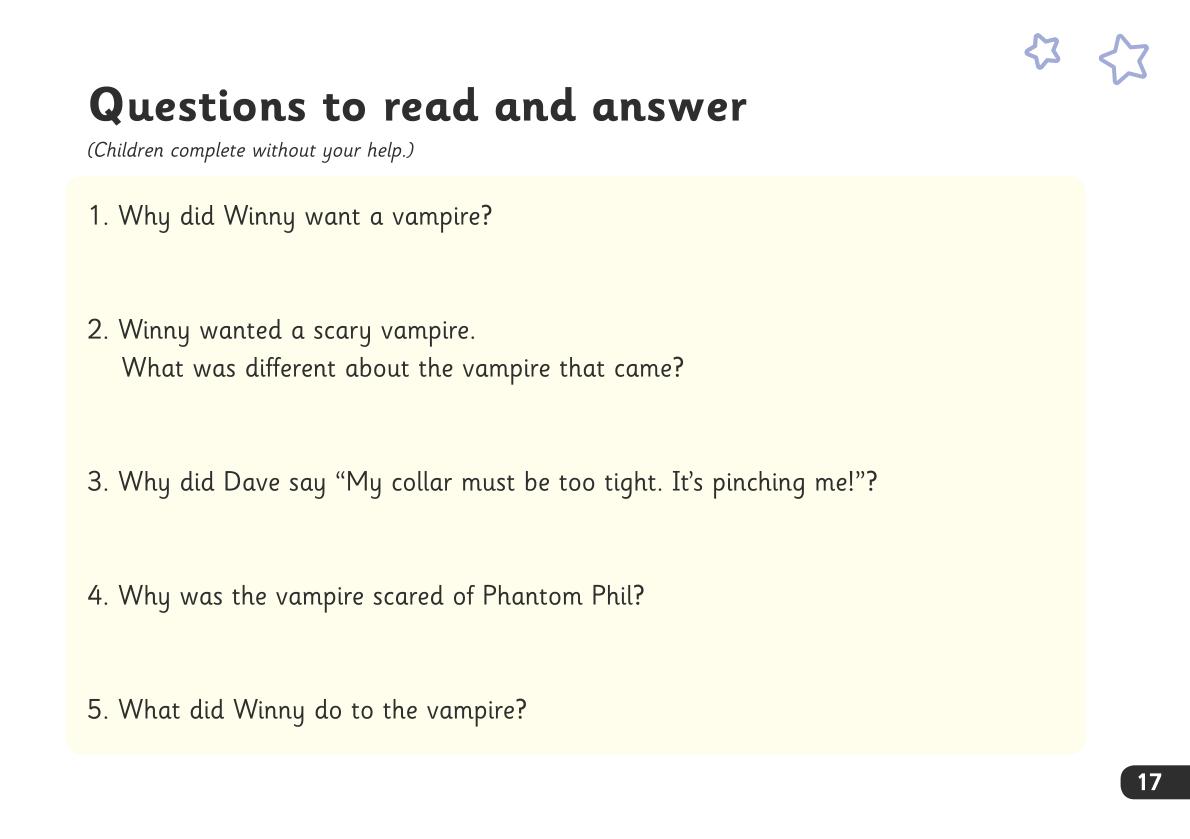 Questions to read and answer
(Children complete without your help.)
1. Why did Winny want a vampire?
2. Winny wanted a scary vampire.
What was different about the vampire that came?
3. Why did Dave say “My collar must be too tight. It’s pinching me!”?
4. Why was the vampire scared of Phantom Phil?
5. What did Winny do to the vampire?
17